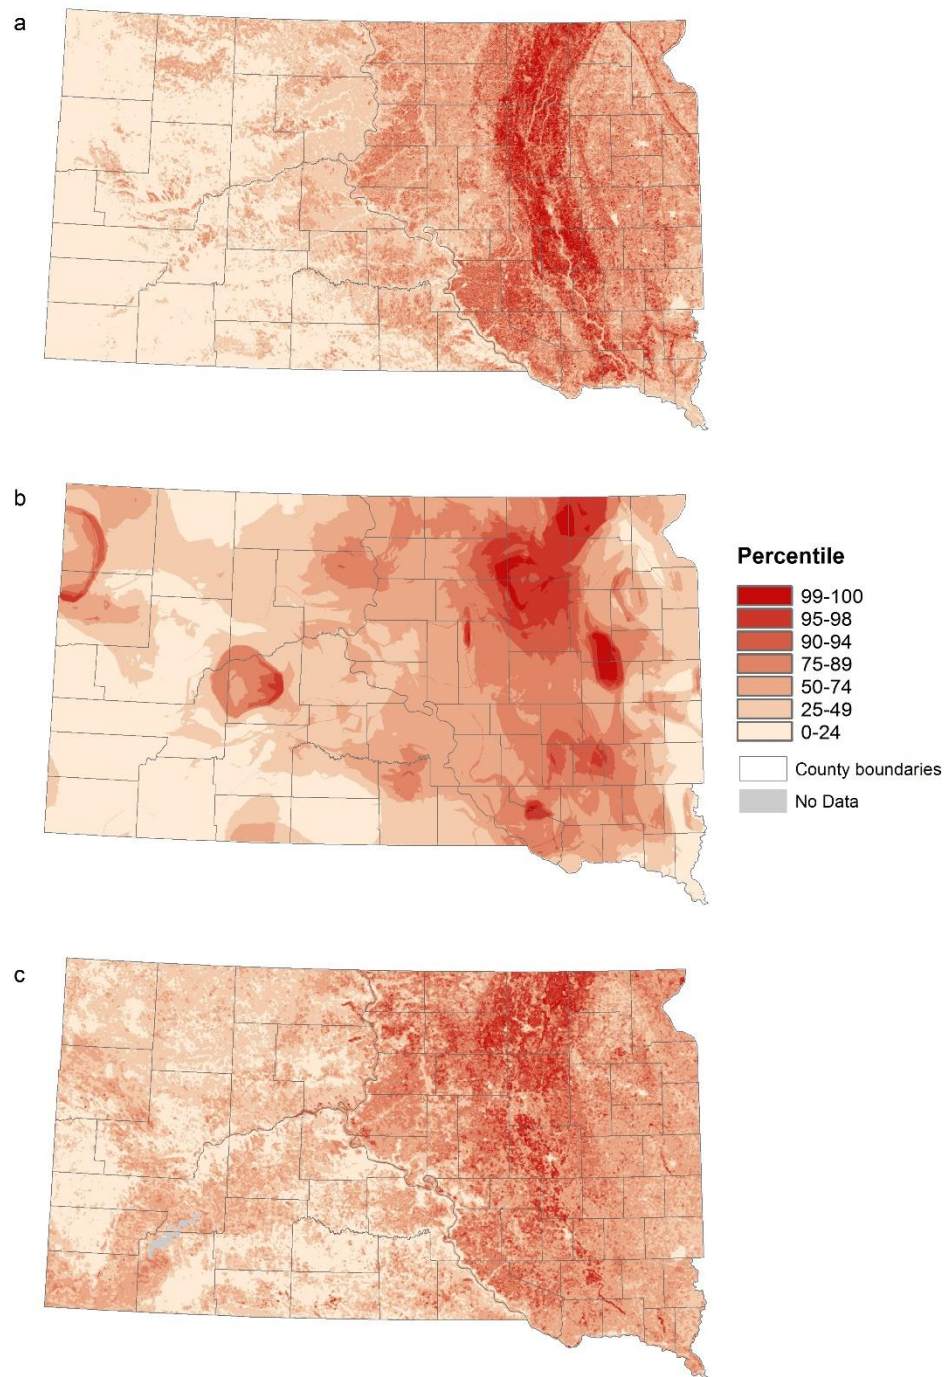 a
b
Percentile
99-100
95-98
90-94
75-89
50-74
25-49
0-24
County boundaries
No Data
c